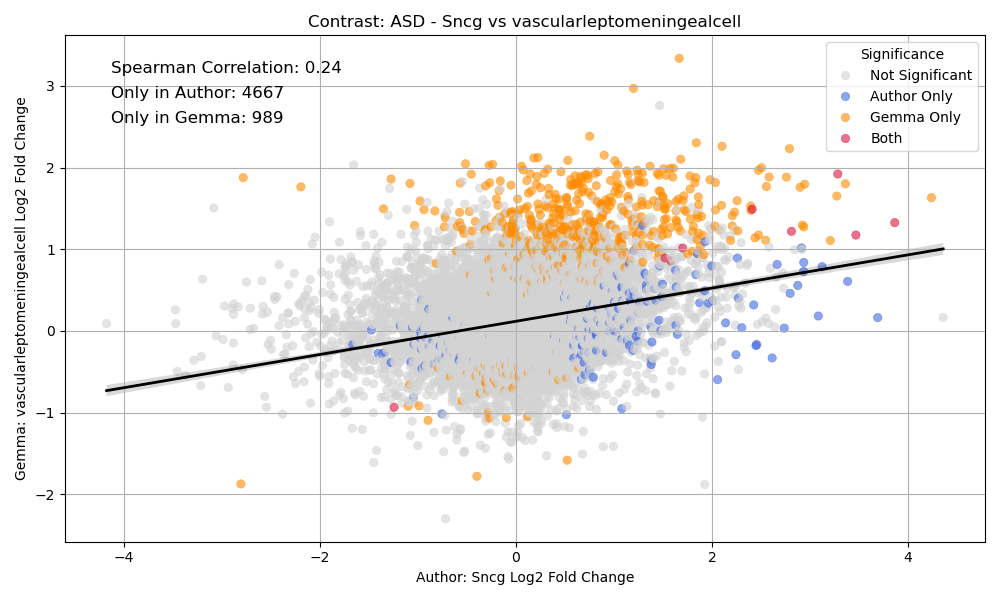 Contrast: ASD - Sncg vs vascularleptomeningealcell
Spearman Correlation: 0.24
Only in Author: 4667
Only in Gemma: 989
Significance
Not Significant
Author Only
Gemma Only
Both
Gemma: vascularleptomeningealcell Log2 Fold Change
3
2
1
0
−1
−2
−4
−2
0
2
4
Author: Sncg Log2 Fold Change